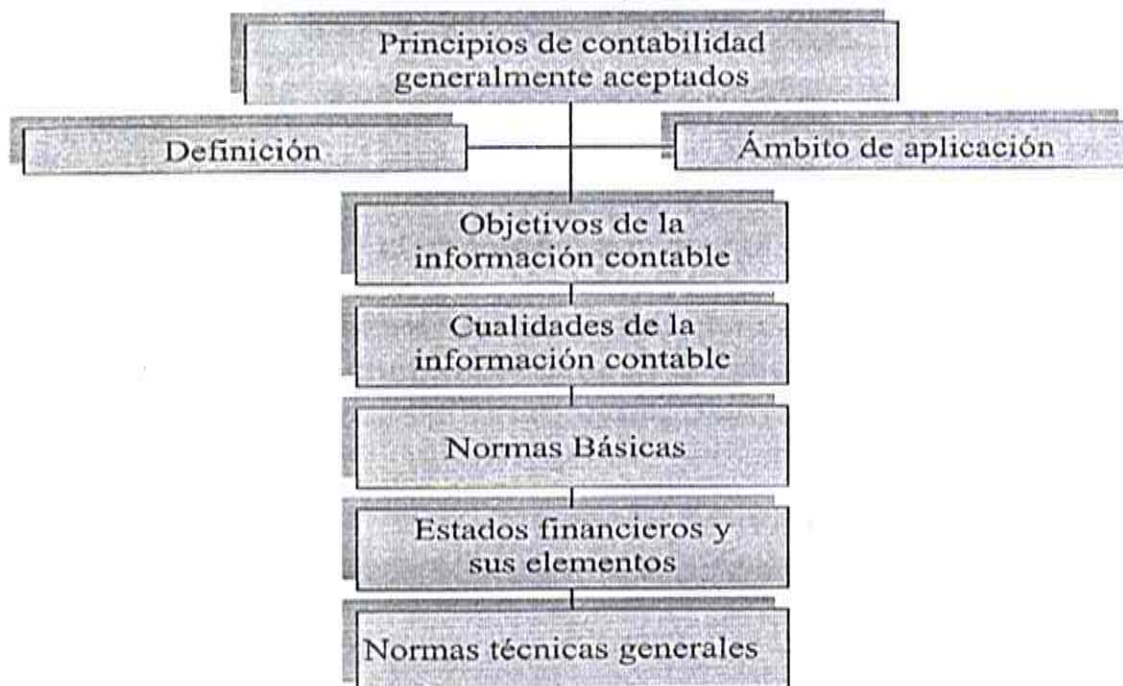 Principios de contabilidad
generalmente aceptados
Definición
Ámbito de aplicación
Objetivos de la
información contable
Cualidades de la
información contable
Normas Básicas
Estados financieros y
sus elementos
Normas técnicas generales